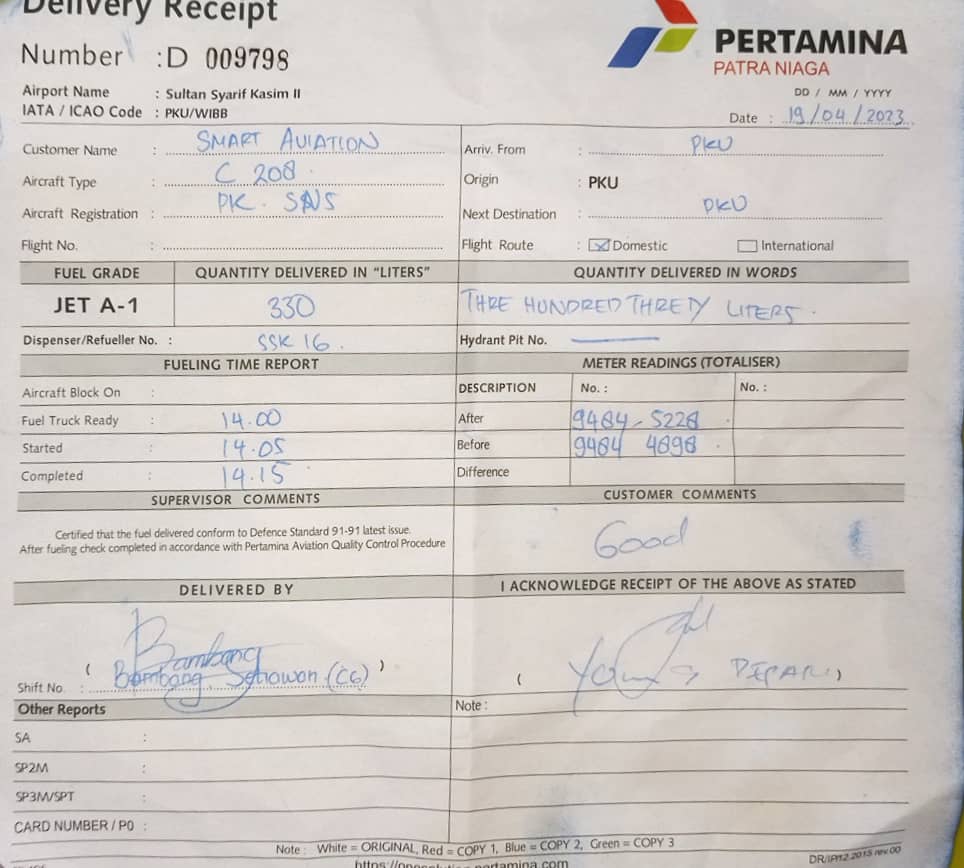 Delivery Receipt
Number : D 009798
PERTAMINA
PATRA NIAGA
Airport Name : Sultan Syarif Kasim II
IATA / ICAO Code : PKU/WIBB
DD / MM / YYYY
Date : 19/04/2023
Customer Name : SMART AVIATION
Arriv. From : PKU
Aircraft Type : C 208
Origin : PKU
Aircraft Registration : PK. SNS
Next Destination : PKU
Flight No. :
Flight Route : Domestic International
FUEL GRADE QUANTITY DELIVERED IN "LITERS" QUANTITY DELIVERED IN WORDS
JET A-1 330 THRE HUNDRED THRETY LITERS.
Dispenser/Refueller No. : SSK 16. Hydrant Pit No.
FUELING TIME REPORT METER READINGS (TOTALISER)
Aircraft Block On : DESCRIPTION No. : No. :
Fuel Truck Ready : 14.00 After 9484-5228
Started : 14.05 Before 9484 4898
Completed : 14.15 Difference
SUPERVISOR COMMENTS CUSTOMER COMMENTS
Certified that the fuel delivered conform to Defence Standard 91-91 latest issue.
After fueling check completed in accordance with Pertamina Aviation Quality Control Procedure
Good
DELIVERED BY I ACKNOWLEDGE RECEIPT OF THE ABOVE AS STATED
Bambang
( Bambang Setiawan (CG) )
Shift No. :
Other Reports Note :
SA :
SP2M :
SP3M/SPT :
CARD NUMBER / P0 :
Note : White = ORIGINAL, Red = COPY 1, Blue = COPY 2, Green = COPY 3
DR/IP/12.2015 rev.00